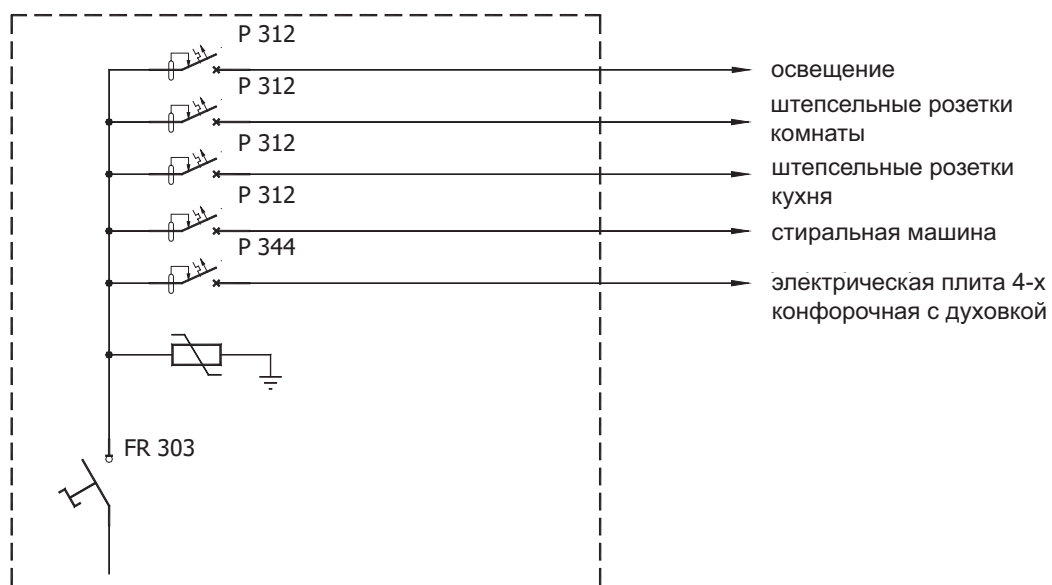 P 312
освещение
P 312
штепсельные розетки
комнаты
P 312
штепсельные розетки
кухня
P 312
стиральная машина
P 344
электрическая плита 4-х
конфорочная с духовкой
FR 303